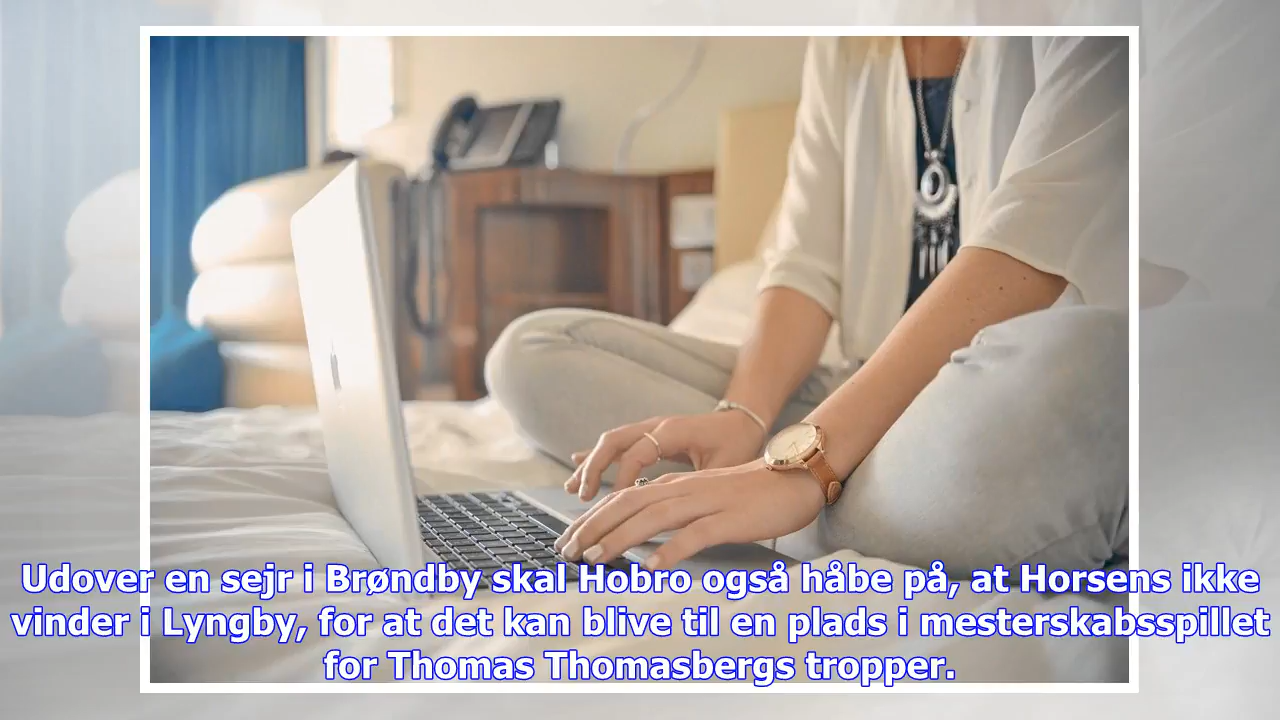 Udover en sejr i Brøndby skal Hobro også håbe på, at Horsens ikke
vinder i Lyngby, for at det kan blive til en plads i mesterskabsspillet
for Thomas Thomasbergs tropper.